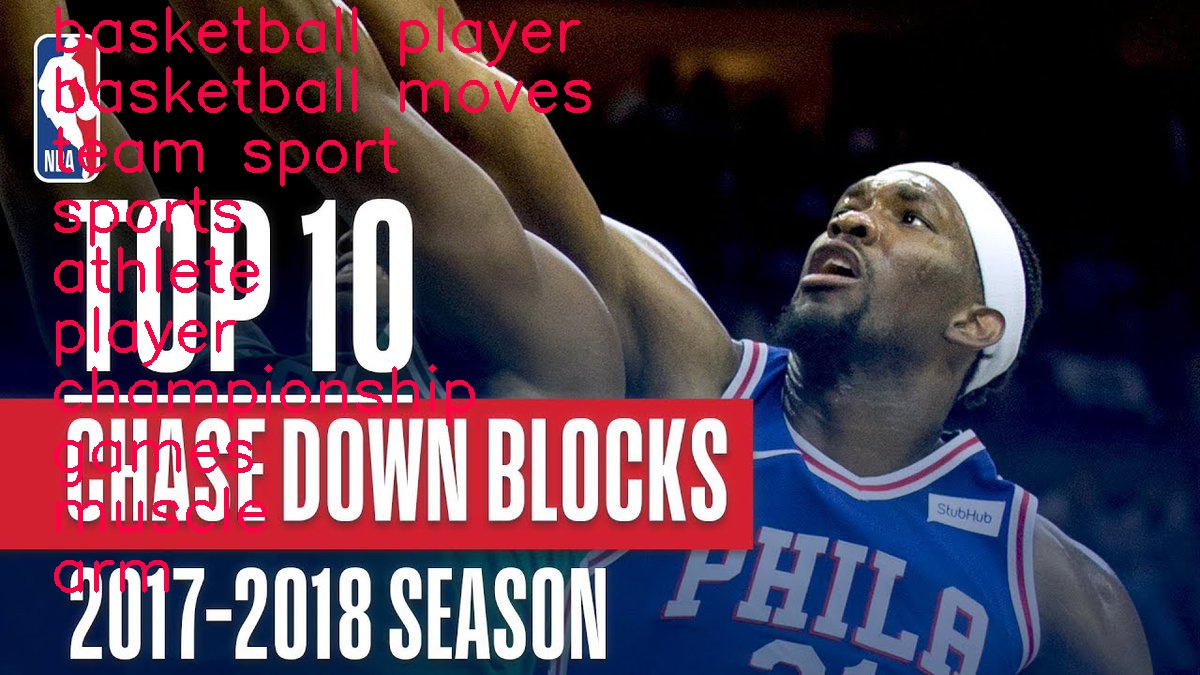 basketball player
basketball moves
team sport
NBA
sports
TOP 10
athlete
player
championship
CHASE DOWN BLOCKS
games
muscle
StubHub
arm
2017-2018 SEASON
PHILA
21